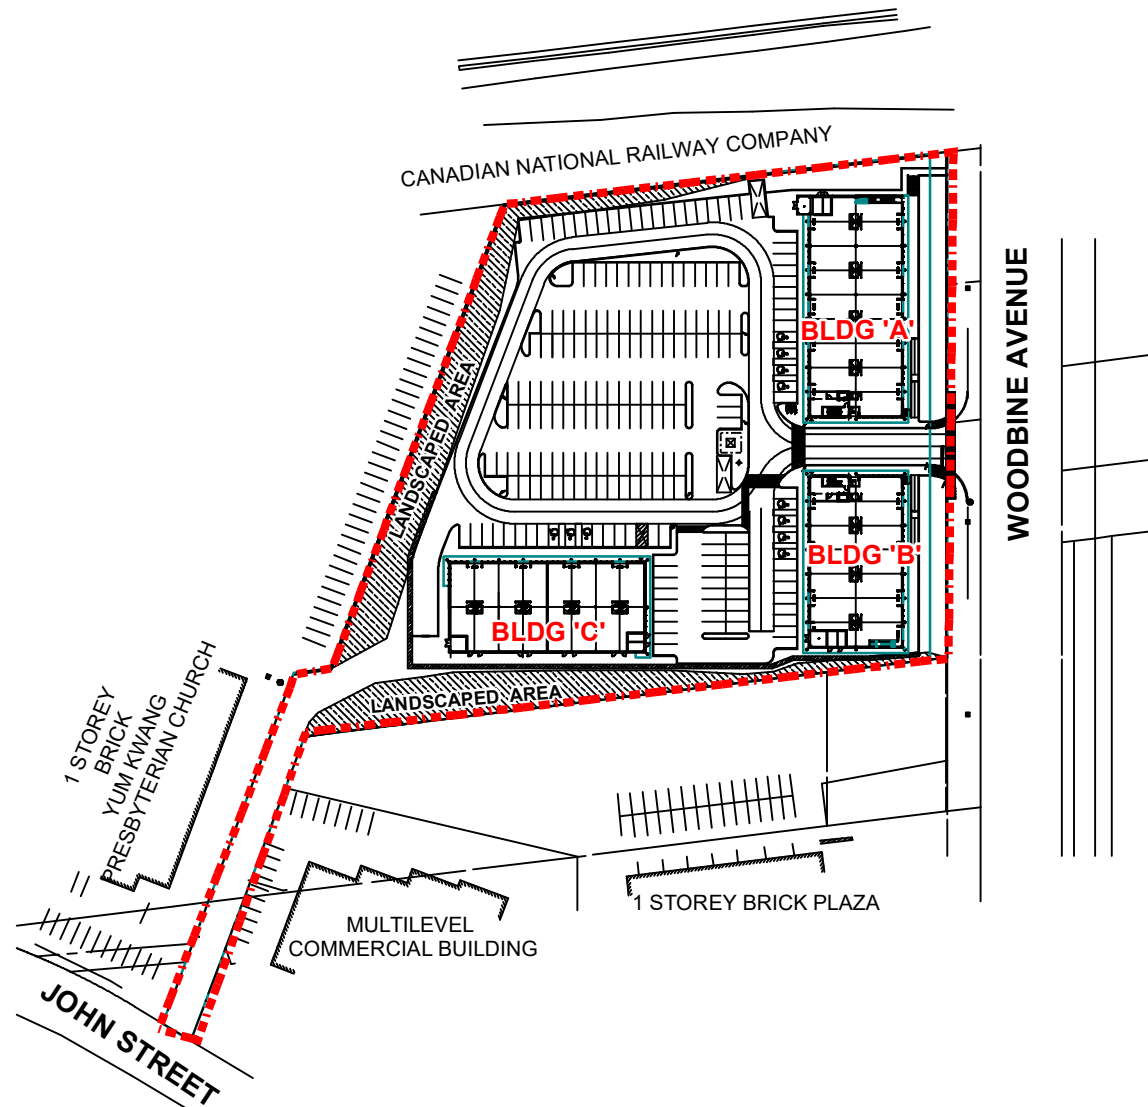 CANADIAN NATIONAL RAILWAY COMPANY
WOODBINE AVENUE
BLDG 'A'
LANDSCAPED AREA
BLDG 'B'
BLDG 'C'
LANDSCAPED AREA
1 STOREY
BRICK
YUM KWANG
PRESBYTERIAN CHURCH
1 STOREY BRICK PLAZA
MULTILEVEL
COMMERCIAL BUILDING
JOHN STREET